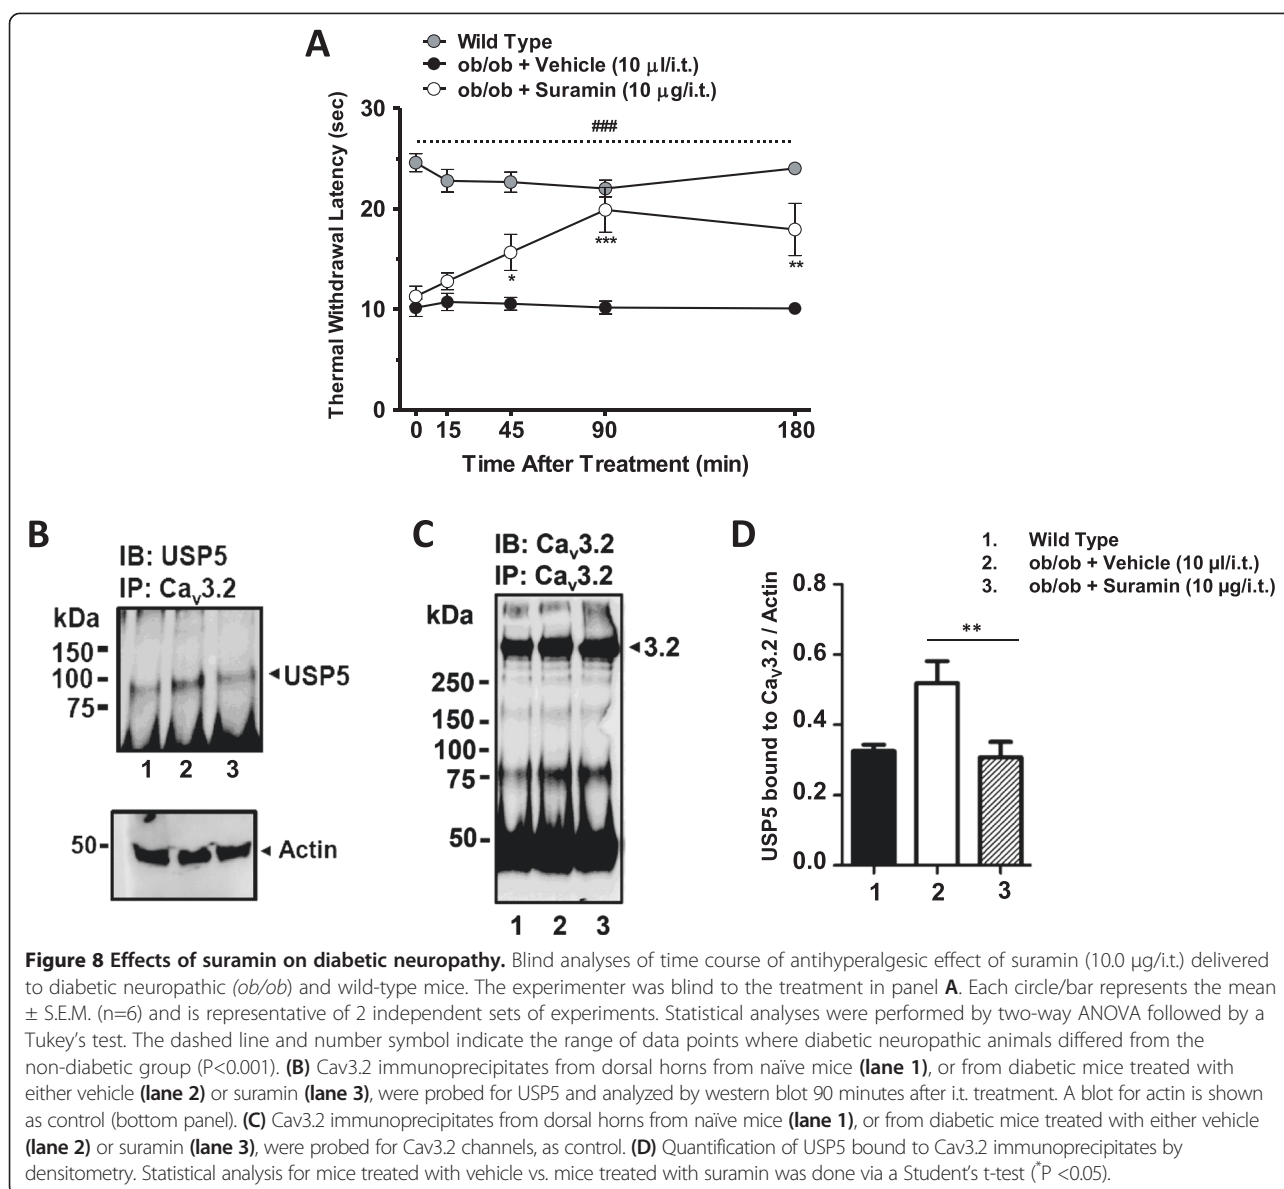 A
Wild Type
ob/ob + Vehicle (10 μl/i.t.)
ob/ob + Suramin (10 μg/i.t.)
Thermal Withdrawal Latency (sec)
30
20
10
0
###
*
***
**
0 15 45 90 180
Time After Treatment (min)
B
IB: USP5
IP: Cav3.2
kDa
150
100
75
USP5
1 2 3
50
Actin
C
IB: Cav3.2
IP: Cav3.2
kDa
3.2
250
150
100
75
50
1 2 3
D
1. Wild Type
2. ob/ob + Vehicle (10 μl/i.t.)
3. ob/ob + Suramin (10 μg/i.t.)
USP5 bound to Cav3.2 / Actin
0.8
0.6
0.4
0.2
0.0
**
1 2 3
Figure 8 Effects of suramin on diabetic neuropathy. Blind analyses of time course of antihyperalgesic effect of suramin (10.0 μg/i.t.) delivered
to diabetic neuropathic (ob/ob) and wild-type mice. The experimenter was blind to the treatment in panel A. Each circle/bar represents the mean
± S.E.M. (n=6) and is representative of 2 independent sets of experiments. Statistical analyses were performed by two-way ANOVA followed by a
Tukey's test. The dashed line and number symbol indicate the range of data points where diabetic neuropathic animals differed from the
non-diabetic group (P<0.001). (B) Cav3.2 immunoprecipitates from dorsal horns from naïve mice (lane 1), or from diabetic mice treated with
either vehicle (lane 2) or suramin (lane 3), were probed for USP5 and analyzed by western blot 90 minutes after i.t. treatment. A blot for actin is shown
as control (bottom panel). (C) Cav3.2 immunoprecipitates from dorsal horns from naïve mice (lane 1), or from diabetic mice treated with either vehicle
(lane 2) or suramin (lane 3), were probed for Cav3.2 channels, as control. (D) Quantification of USP5 bound to Cav3.2 immunoprecipitates by
densitometry. Statistical analysis for mice treated with vehicle vs. mice treated with suramin was done via a Student's t-test (*P <0.05).